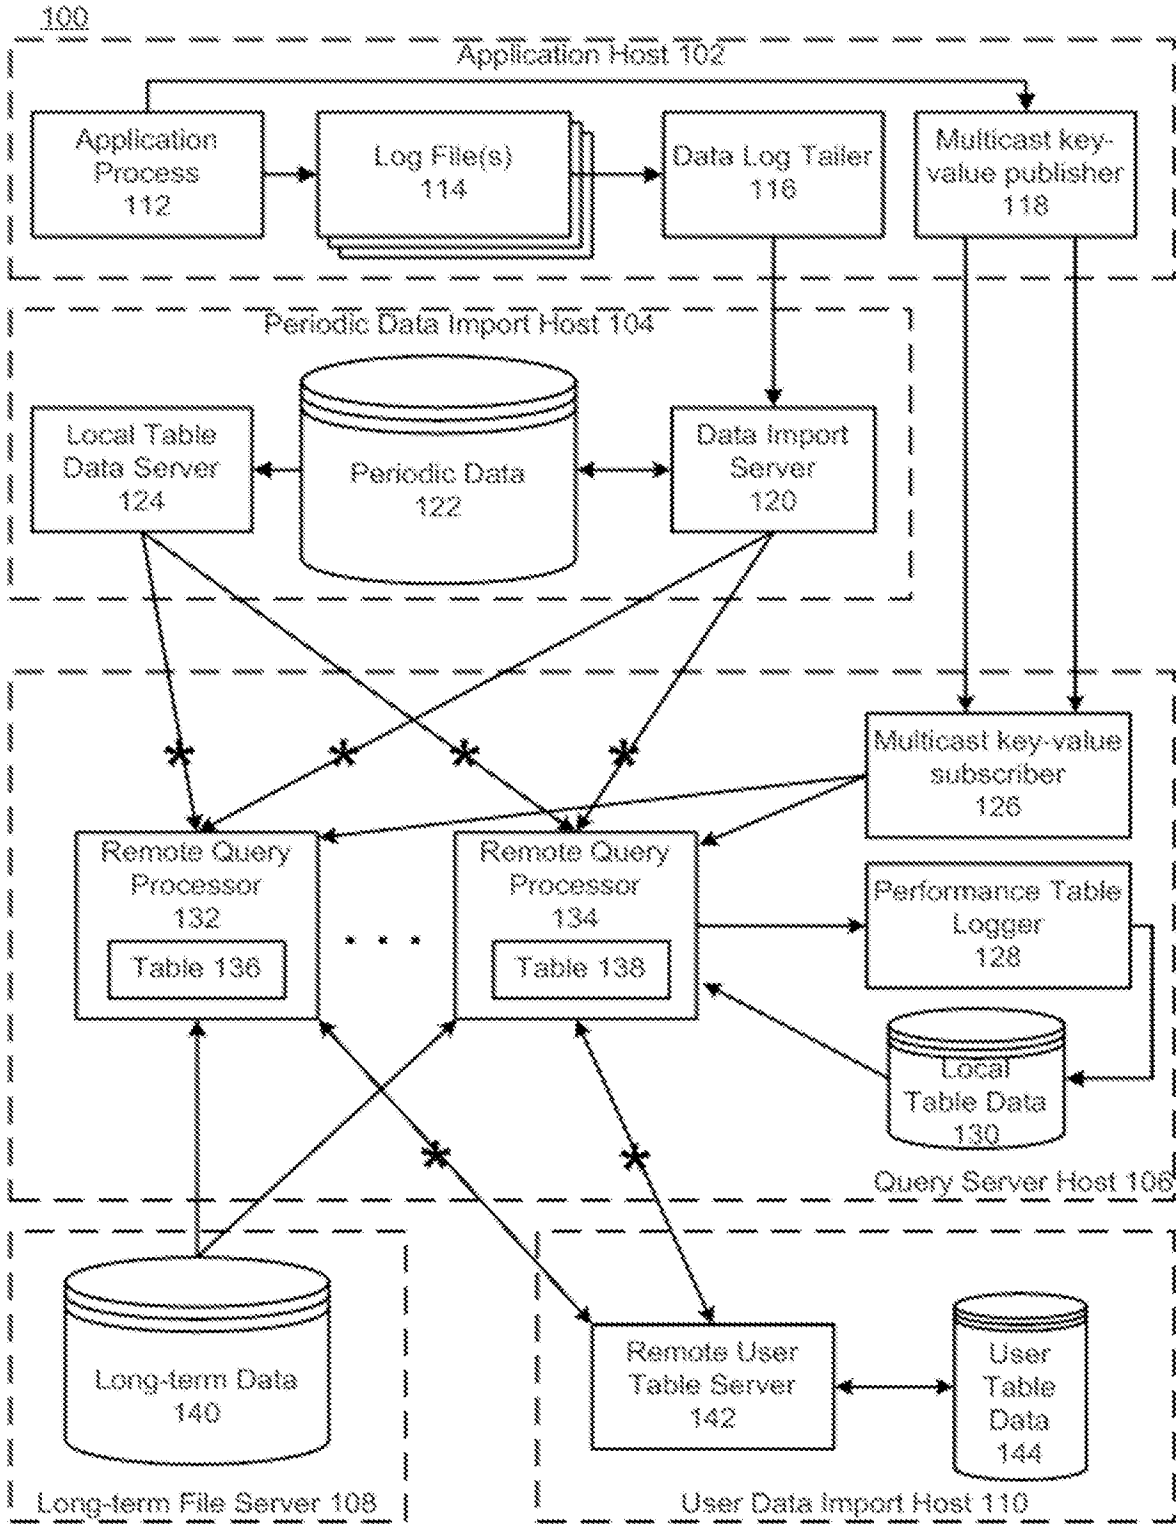 100
Application Host 102
Application
Process
112
Log File(s)
114
Data Log Tailer
116
Multicast key-
value publisher
118
Periodic Data Import Host 104
Local Table
Data Server
124
Periodic Data
122
Data Import
Server
120
Multicast key-value
subscriber
126
Remote Query
Processor
132
Table 136
. . .
Remote Query
Processor
134
Table 138
Performance Table
Logger
128
Local
Table Data
130
Query Server Host 106
Long-term Data
140
Long-term File Server 108
Remote User
Table Server
142
User
Table
Data
144
User Data Import Host 110